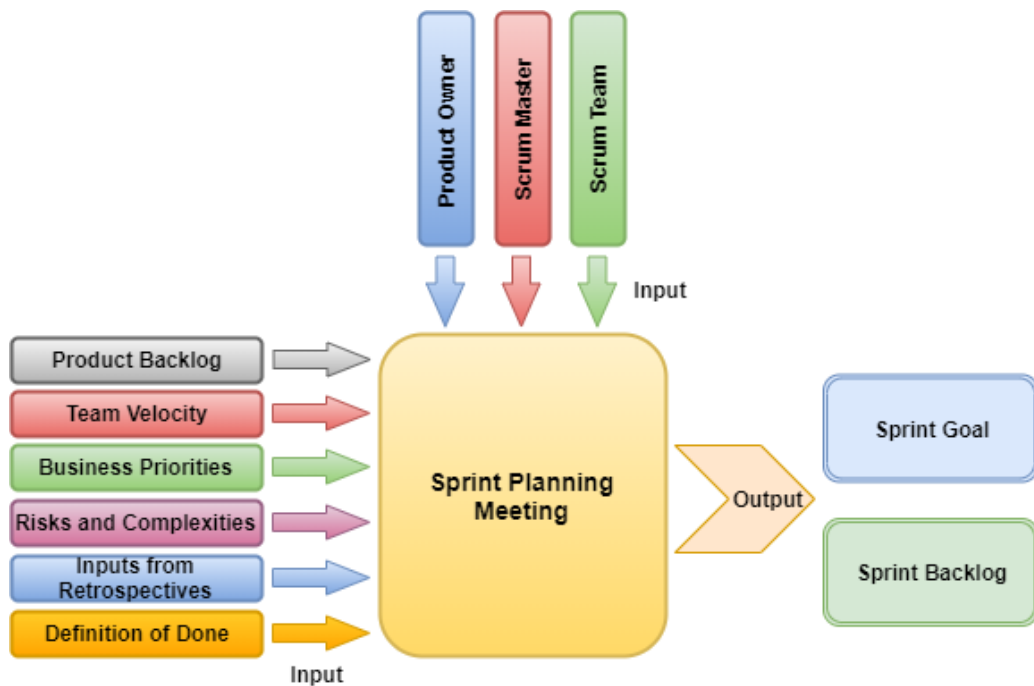 Product Owner
Scrum Master
Scrum Team
Input
Product Backlog
Team Velocity
Business Priorities
Risks and Complexities
Inputs from
Retrospectives
Definition of Done
Input
Sprint Planning
Meeting
Output
Sprint Goal
Sprint Backlog